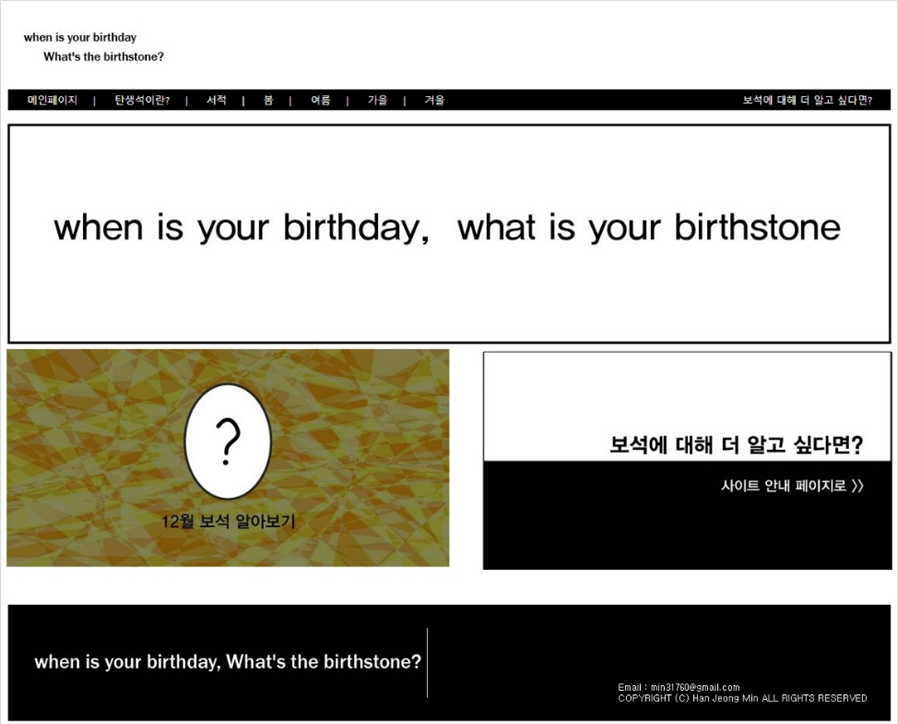 when is your birthday
What's the birthstone?
메인페이지 | 탄생석이란? | 서적 | 봄 | 여름 | 가을 | 겨울 보석에 대해 더 알고 싶다면?
when is your birthday, what is your birthstone
?
12월 보석 알아보기
보석에 대해 더 알고 싶다면?
사이트 안내 페이지로 >>
when is your birthday, What's the birthstone?
Email : min31760@gmail.com
COPYRIGHT (C) Han Jeong Min ALL RIGHTS RESERVED